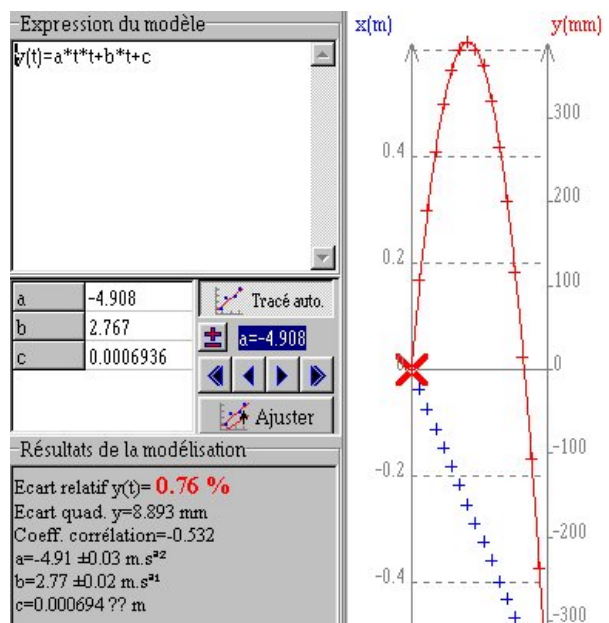 Expression du modèle
y(t)=a*t*t+b*t+c
a -4.908
b 2.767
c 0.0006936
Tracé auto.
a=-4.908
Ajuster
Résultats de la modélisation
Ecart relatif y(t)= 0.76 %
Ecart quad. y=8.893 mm
Coeff. corrélation=-0.532
a=-4.91 ±0.03 m.s³²
b=2.77 ±0.02 m.s³¹
c=0.000694 ?? m
x(m) y(mm)
300
0.4
200
0.2
100
0 0
-100
-0.2
-200
-0.4
-300